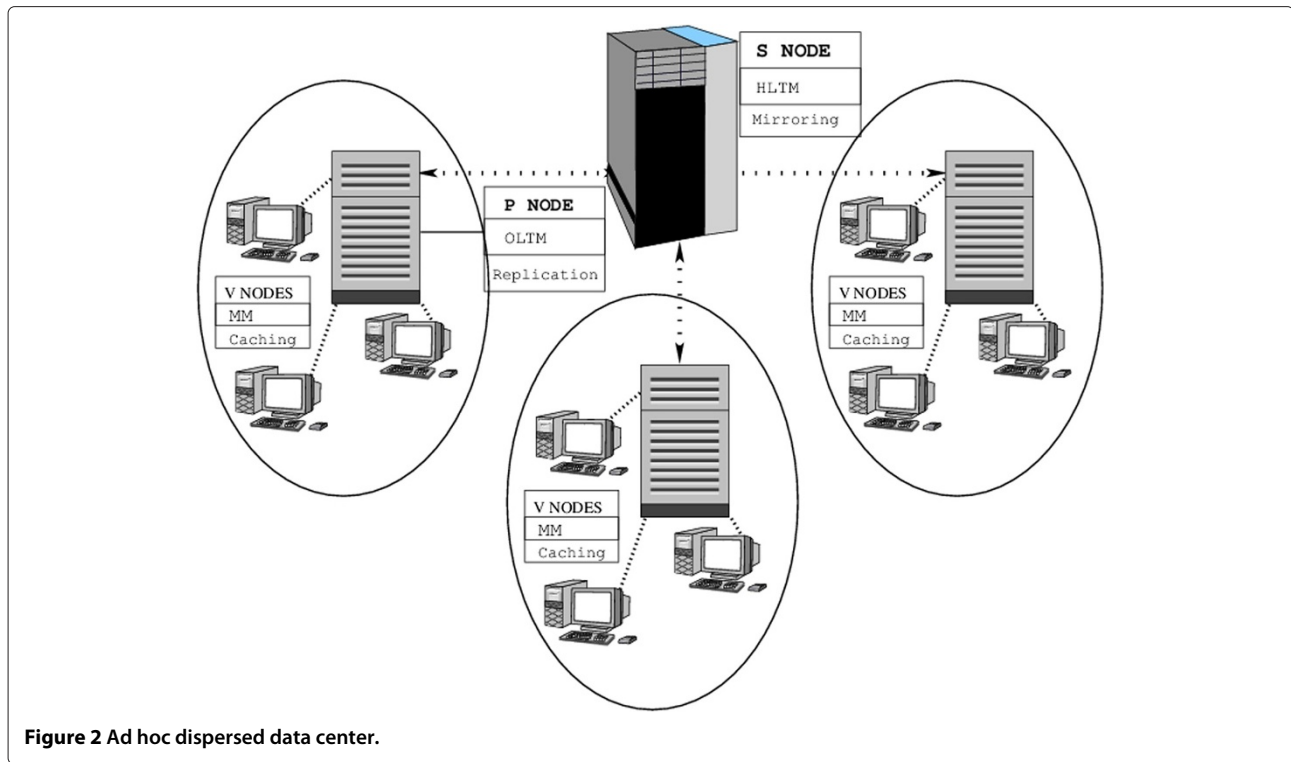 S NODE
HLTM
Mirroring
P NODE
OLTM
Replication
V NODES
MM
Caching
V NODES
MM
Caching
V NODES
MM
Caching
Figure 2 Ad hoc dispersed data center.